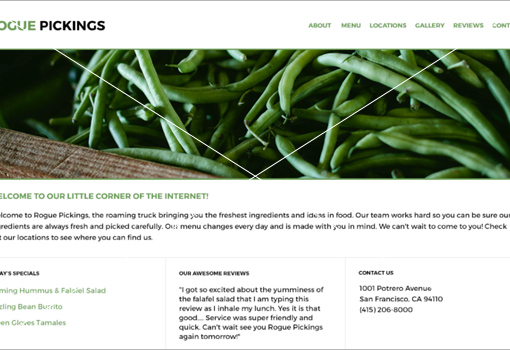 OGUE PICKINGS
ABOUT MENU LOCATIONS GALLERY REVIEWS CONT
ELCOME TO OUR LITTLE CORNER OF THE INTERNET!
elcome to Rogue Pickings, the roaming truck bringing you the freshest ingredients and ideas in food. Our team works hard so you can be sure our
gredients are always fresh and picked carefully. Our menu changes every day and is made with you in mind. We can't wait to come to you! Check
t our locations to see where you can find us.
AY'S SPECIALS
ming Hummus & Falafel Salad
zling Bean Burrito
en Gloves Tamales
OUR AWESOME REVIEWS
"I got so excited about the yumminess of
the falafel salad that I am typing this
review as I inhale my lunch. Yes it is that
good.... Service was super friendly and
quick. Can't wait see you Rogue Pickings
again tomorrow!"
CONTACT US
1001 Potrero Avenue
San Francisco, CA 94110
(415) 206-8000